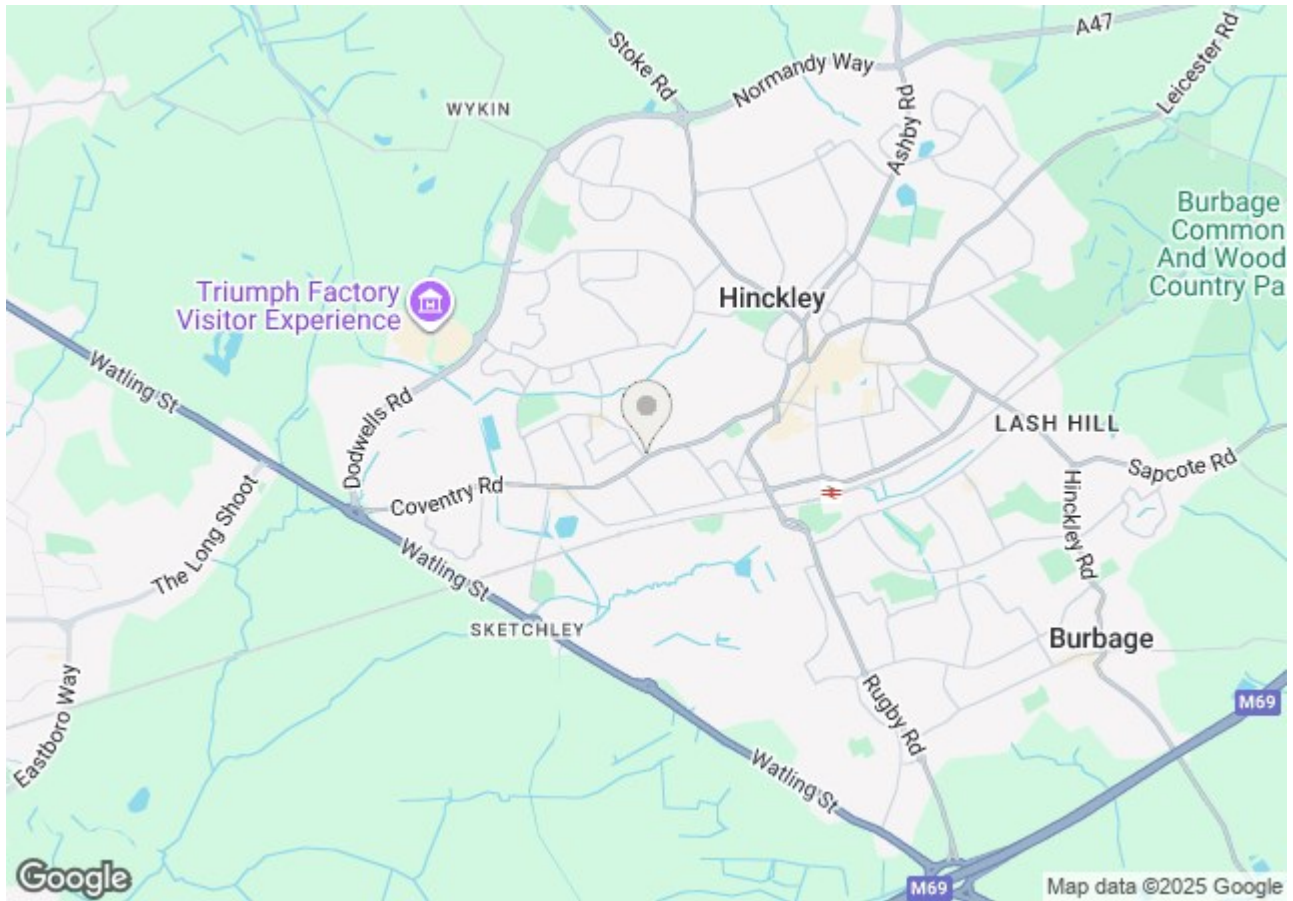 A47
Stoke Rd
Normandy Way
Leicester Rd
WYKIN
Ashby Rd
Burbage
Common
And Wood
Country Pa
Triumph Factory
Visitor Experience
Hinckley
Watling St
Dodwells Rd
LASH HILL
Sapcote Rd
Coventry Rd
Hinckley Rd
The Long Shoot
Watling St
SKETCHLEY
Burbage
Eastboro Way
Rugby Rd
M69
Watling St
Google
M69
Map data ©2025 Google